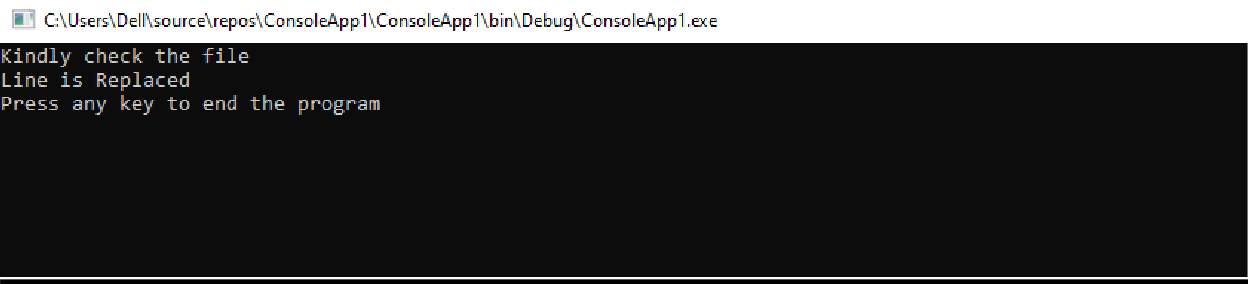 C:\Users\Dell\source\repos\ConsoleApp1\ConsoleApp1\bin\Debug\ConsoleApp1.exe
Kindly check the file
Line is Replaced
Press any key to end the program